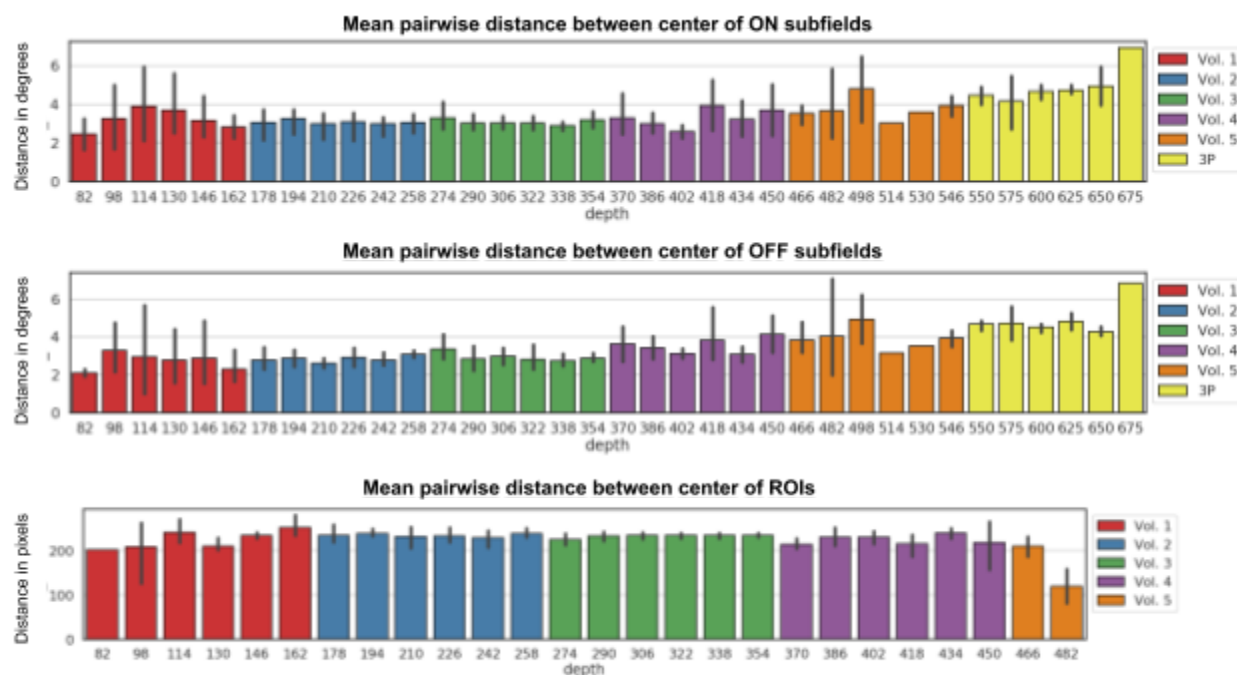 Mean pairwise distance between center of ON subfields
Distance in degrees
6
4
2
0
82 98 114 130 146 162 178 194 210 226 242 258 274 290 306 322 338 354 370 386 402 418 434 450 466 482 498 514 530 546 550 575 600 625 650 675
depth
Vol. 1
Vol. 2
Vol. 3
Vol. 4
Vol. 5
3P
Mean pairwise distance between center of OFF subfields
Distance in degrees
6
4
2
0
82 98 114 130 146 162 178 194 210 226 242 258 274 290 306 322 338 354 370 386 402 418 434 450 466 482 498 514 530 546 550 575 600 625 650 675
depth
Vol. 1
Vol. 2
Vol. 3
Vol. 4
Vol. 5
3P
Mean pairwise distance between center of ROIs
Distance in pixels
200
100
0
82 98 114 130 146 162 178 194 210 226 242 258 274 290 306 322 338 354 370 386 402 418 434 450 466 482
depth
Vol. 1
Vol. 2
Vol. 3
Vol. 4
Vol. 5